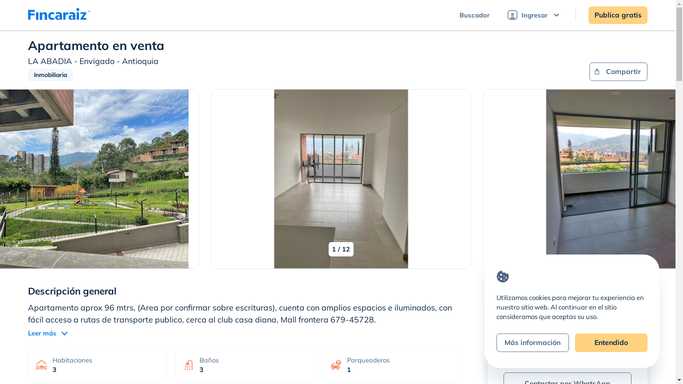 Fincaraiz
Buscador
Ingresar
Publica gratis
Apartamento en venta
LA ABADIA - Envigado - Antioquia
Inmobiliaria
Compartir
1 / 12
Descripción general
Apartamento aprox 96 mtrs, (Area por confirmar sobre escrituras), cuenta con amplios espacios e iluminados, con
fácil acceso a rutas de transporte publico, cerca al club casa diana, Mall frontera 679-45728.
Leer más
Habitaciones
3
Baños
3
Parqueaderos
1
Utilizamos cookies para mejorar tu experiencia en
nuestro sitio web. Al continuar en el sitio
consideramos que aceptas su uso.
Más información
Entendido
Contactar por WhatsApp